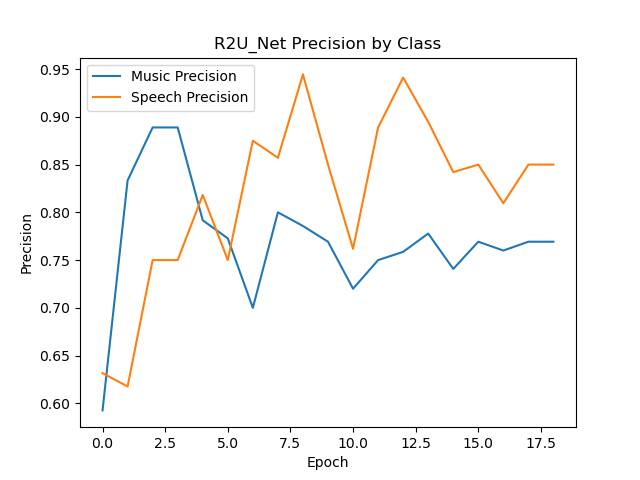 R2U_Net Precision by Class
Music Precision
Speech Precision
Precision
0.95
0.90
0.85
0.80
0.75
0.70
0.65
0.60
0.0 2.5 5.0 7.5 10.0 12.5 15.0 17.5
Epoch